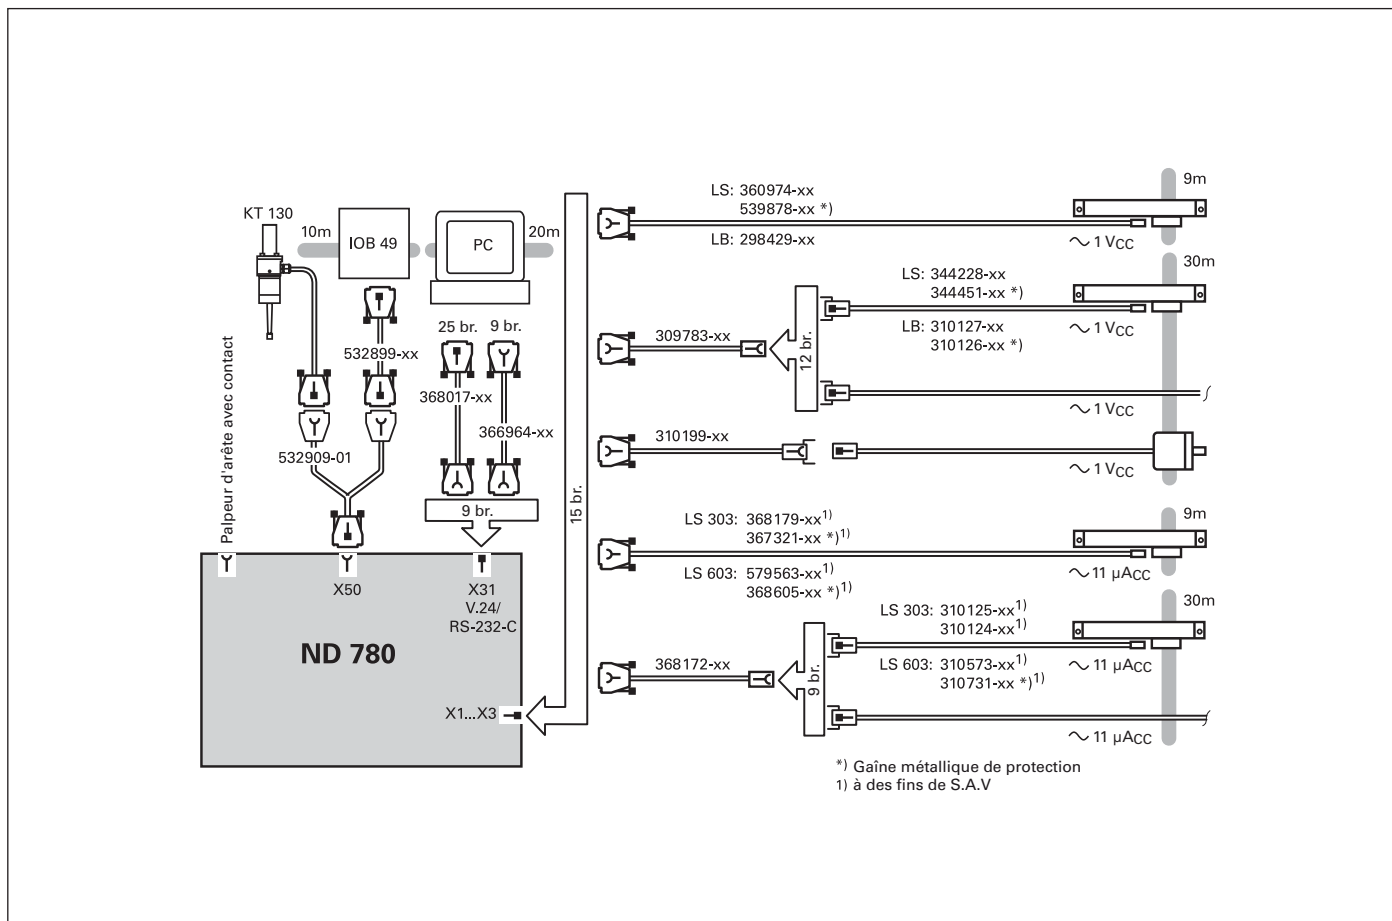 KT 130
10m
IOB 49
PC
20m
Palpeur d'arête avec contact
532899-xx
532909-01
25 br.
9 br.
368017-xx
366964-xx
9 br.
X50
X31
V.24/
RS-232-C
ND 780
X1...X3
15 br.
LS: 360974-xx
539878-xx *)
LB: 298429-xx
9m
~ 1 VCC
309783-xx
12 br.
LS: 344228-xx
344451-xx *)
LB: 310127-xx
310126-xx *)
30m
~ 1 VCC
~ 1 VCC
310199-xx
~ 1 VCC
LS 303: 368179-xx1)
367321-xx *)1)
LS 603: 579563-xx1)
368605-xx *)1)
9m
~ 11 µACC
368172-xx
9 br.
LS 303: 310125-xx1)
310124-xx1)
LS 603: 310573-xx1)
310731-xx *)1)
30m
~ 11 µACC
~ 11 µACC
*) Gaîne métallique de protection
1) à des fins de S.A.V